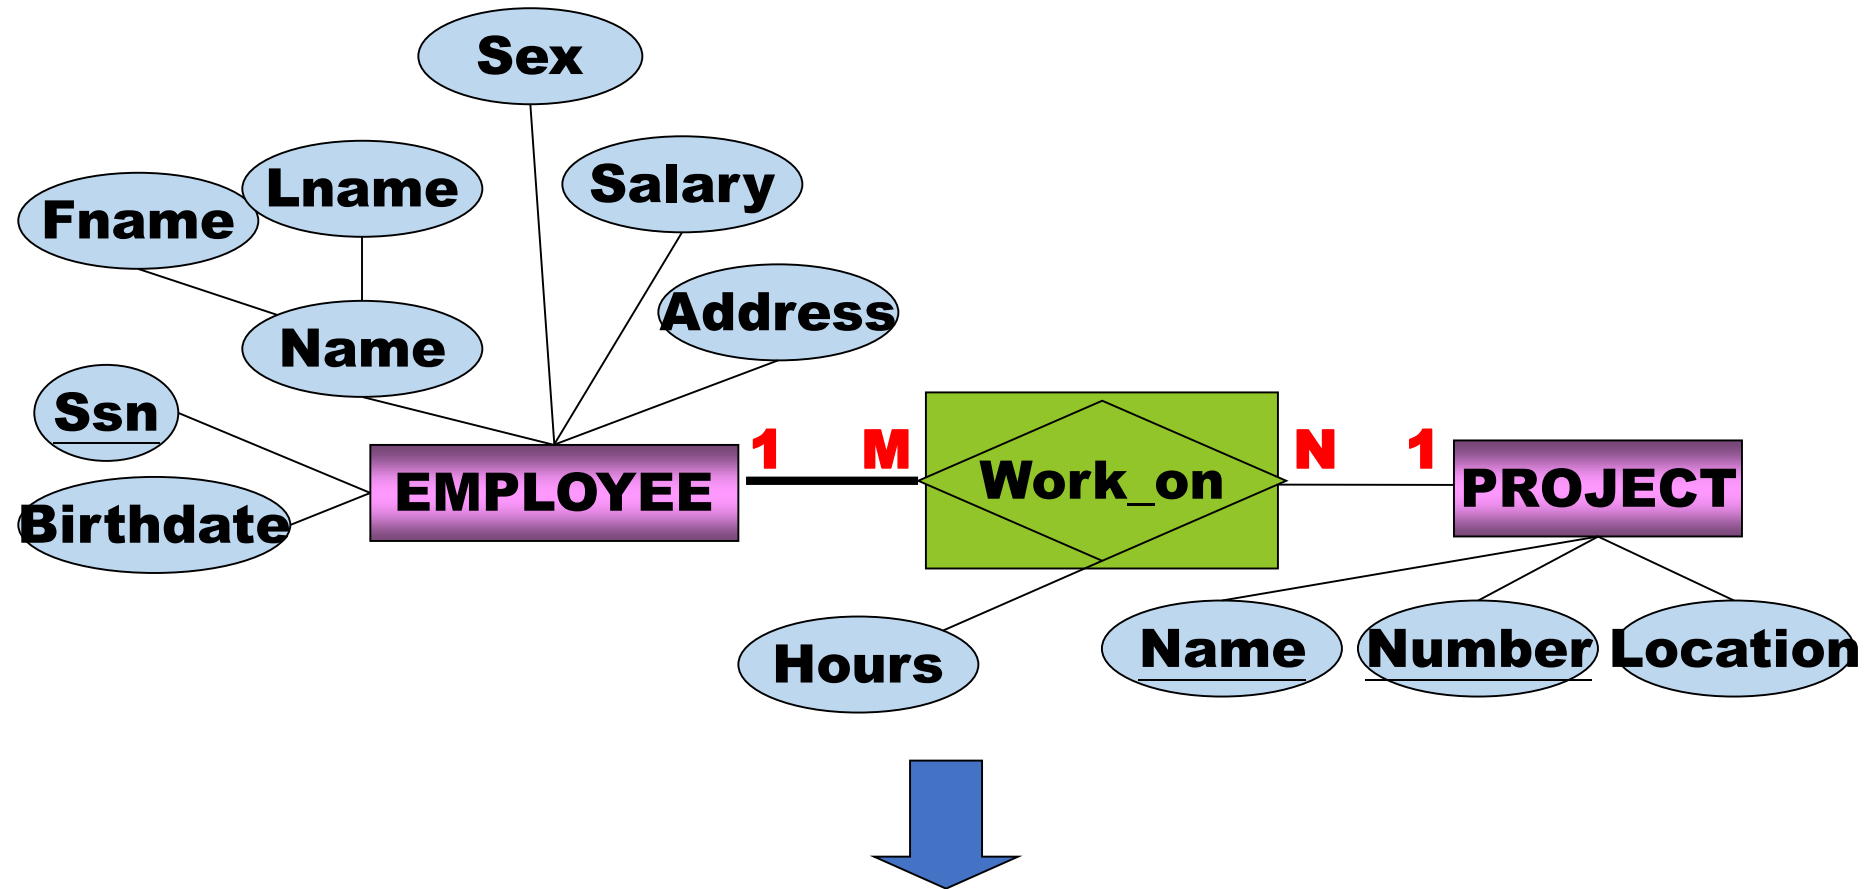 Sex
Lname
Salary
Fname
Address
Name
Ssn
1 M
N 1
Work_on
EMPLOYEE
PROJECT
Birthdate
Name
Number
Location
Hours